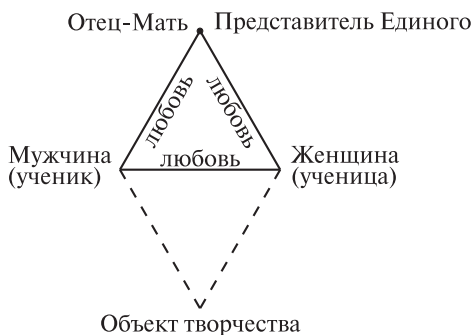 Отец-Мать Представитель Единого
любовь любовь
любовь
Мужчина Женщина
(ученик) (ученица)
Объект творчества